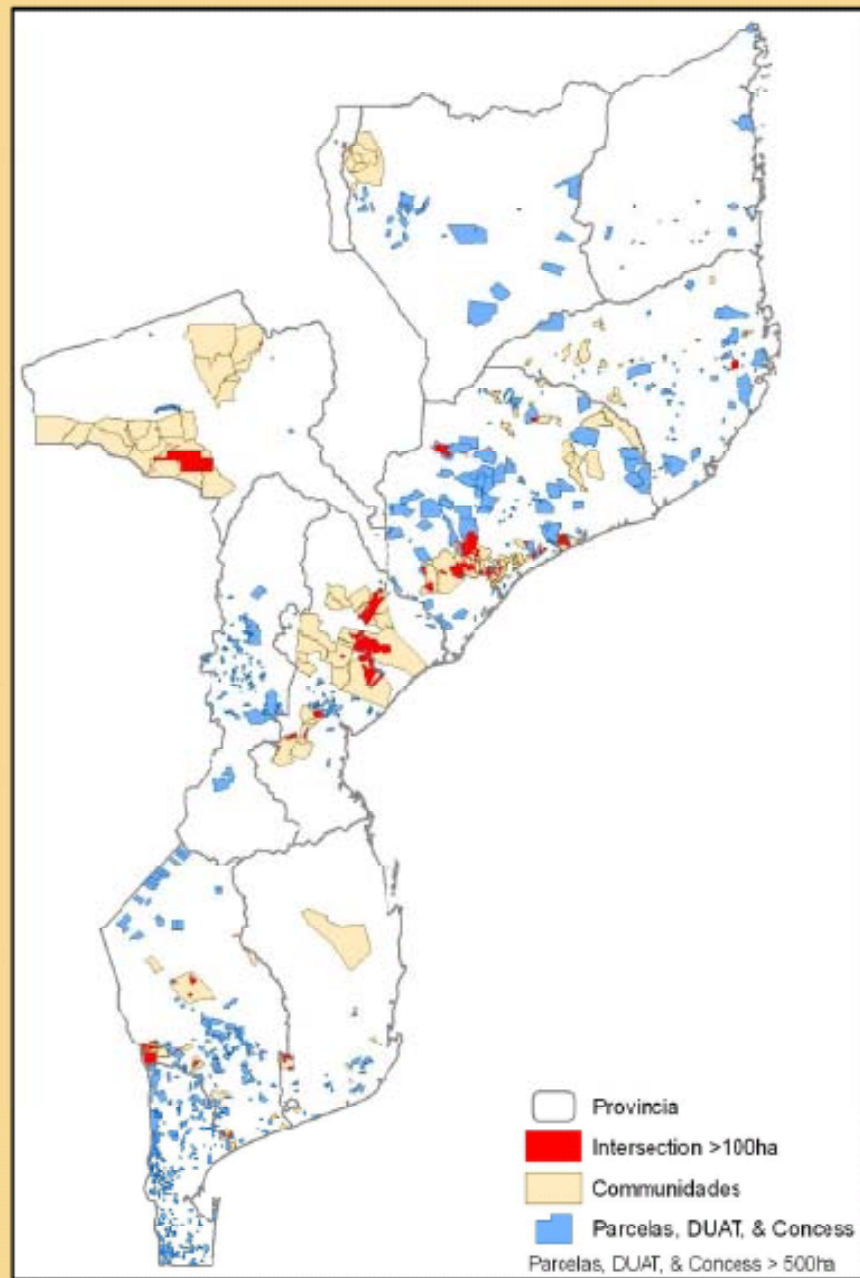 Provincia
Intersection >100ha
Communidades
Parcelas, DUAT, & Concess
Parcelas, DUAT, & Concess > 500ha